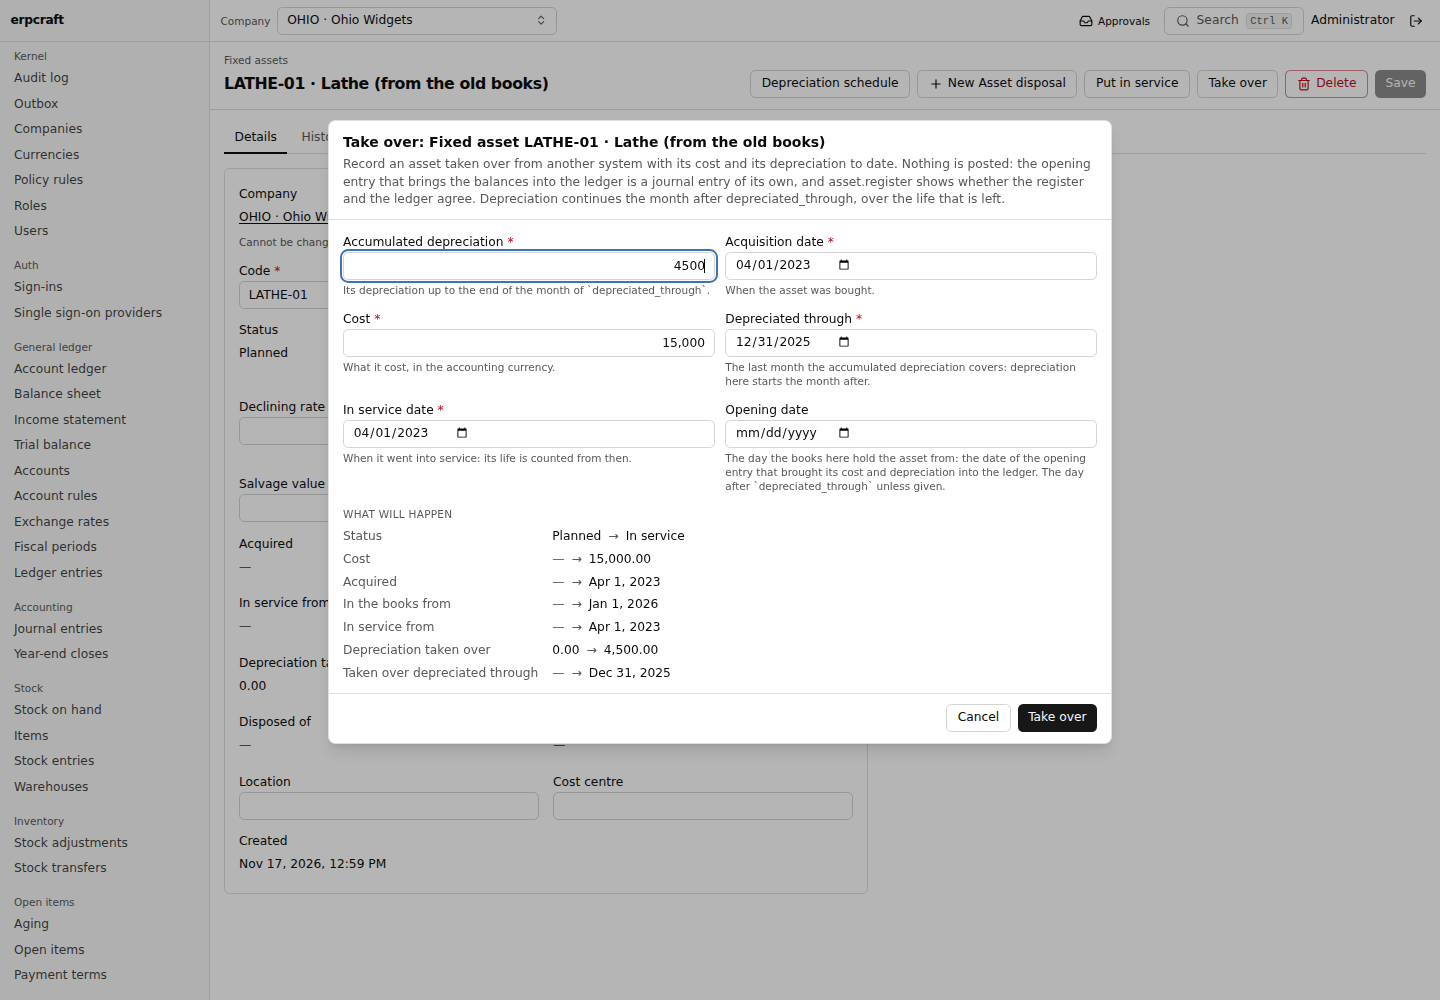 erpcraft
Company
OHIO · Ohio Widgets
Approvals
Search
Ctrl K
Administrator
Kernel
Audit log
Outbox
Companies
Currencies
Policy rules
Roles
Users
Auth
Sign-ins
Single sign-on providers
General ledger
Account ledger
Balance sheet
Income statement
Trial balance
Accounts
Account rules
Exchange rates
Fiscal periods
Ledger entries
Accounting
Journal entries
Year-end closes
Stock
Stock on hand
Items
Stock entries
Warehouses
Inventory
Stock adjustments
Stock transfers
Open items
Aging
Open items
Payment terms
Fixed assets
LATHE-01 · Lathe (from the old books)
Depreciation schedule
New Asset disposal
Put in service
Take over
Delete
Save
Details
Company
OHIO · Ohio W
Cannot be chang
Code *
LATHE-01
Status
Planned
Declining rate
Salvage value
Acquired
—
In service from
—
Depreciation ta
0.00
Disposed of
—
—
Location
Cost centre
Created
Nov 17, 2026, 12:59 PM
Take over: Fixed asset LATHE-01 · Lathe (from the old books)
Record an asset taken over from another system with its cost and its depreciation to date. Nothing is posted: the opening
entry that brings the balances into the ledger is a journal entry of its own, and asset.register shows whether the register
and the ledger agree. Depreciation continues the month after depreciated_through, over the life that is left.
Accumulated depreciation *
4500
Its depreciation up to the end of the month of `depreciated_through`.
Acquisition date *
04/01/2023
When the asset was bought.
Cost *
15,000
What it cost, in the accounting currency.
Depreciated through *
12/31/2025
The last month the accumulated depreciation covers: depreciation
here starts the month after.
In service date *
04/01/2023
When it went into service: its life is counted from then.
Opening date
mm/dd/yyyy
The day the books here hold the asset from: the date of the opening
entry that brought its cost and depreciation into the ledger. The day
after `depreciated_through` unless given.
WHAT WILL HAPPEN
Status Planned → In service
Cost — → 15,000.00
Acquired — → Apr 1, 2023
In the books from — → Jan 1, 2026
In service from — → Apr 1, 2023
Depreciation taken over 0.00 → 4,500.00
Taken over depreciated through — → Dec 31, 2025
Cancel
Take over